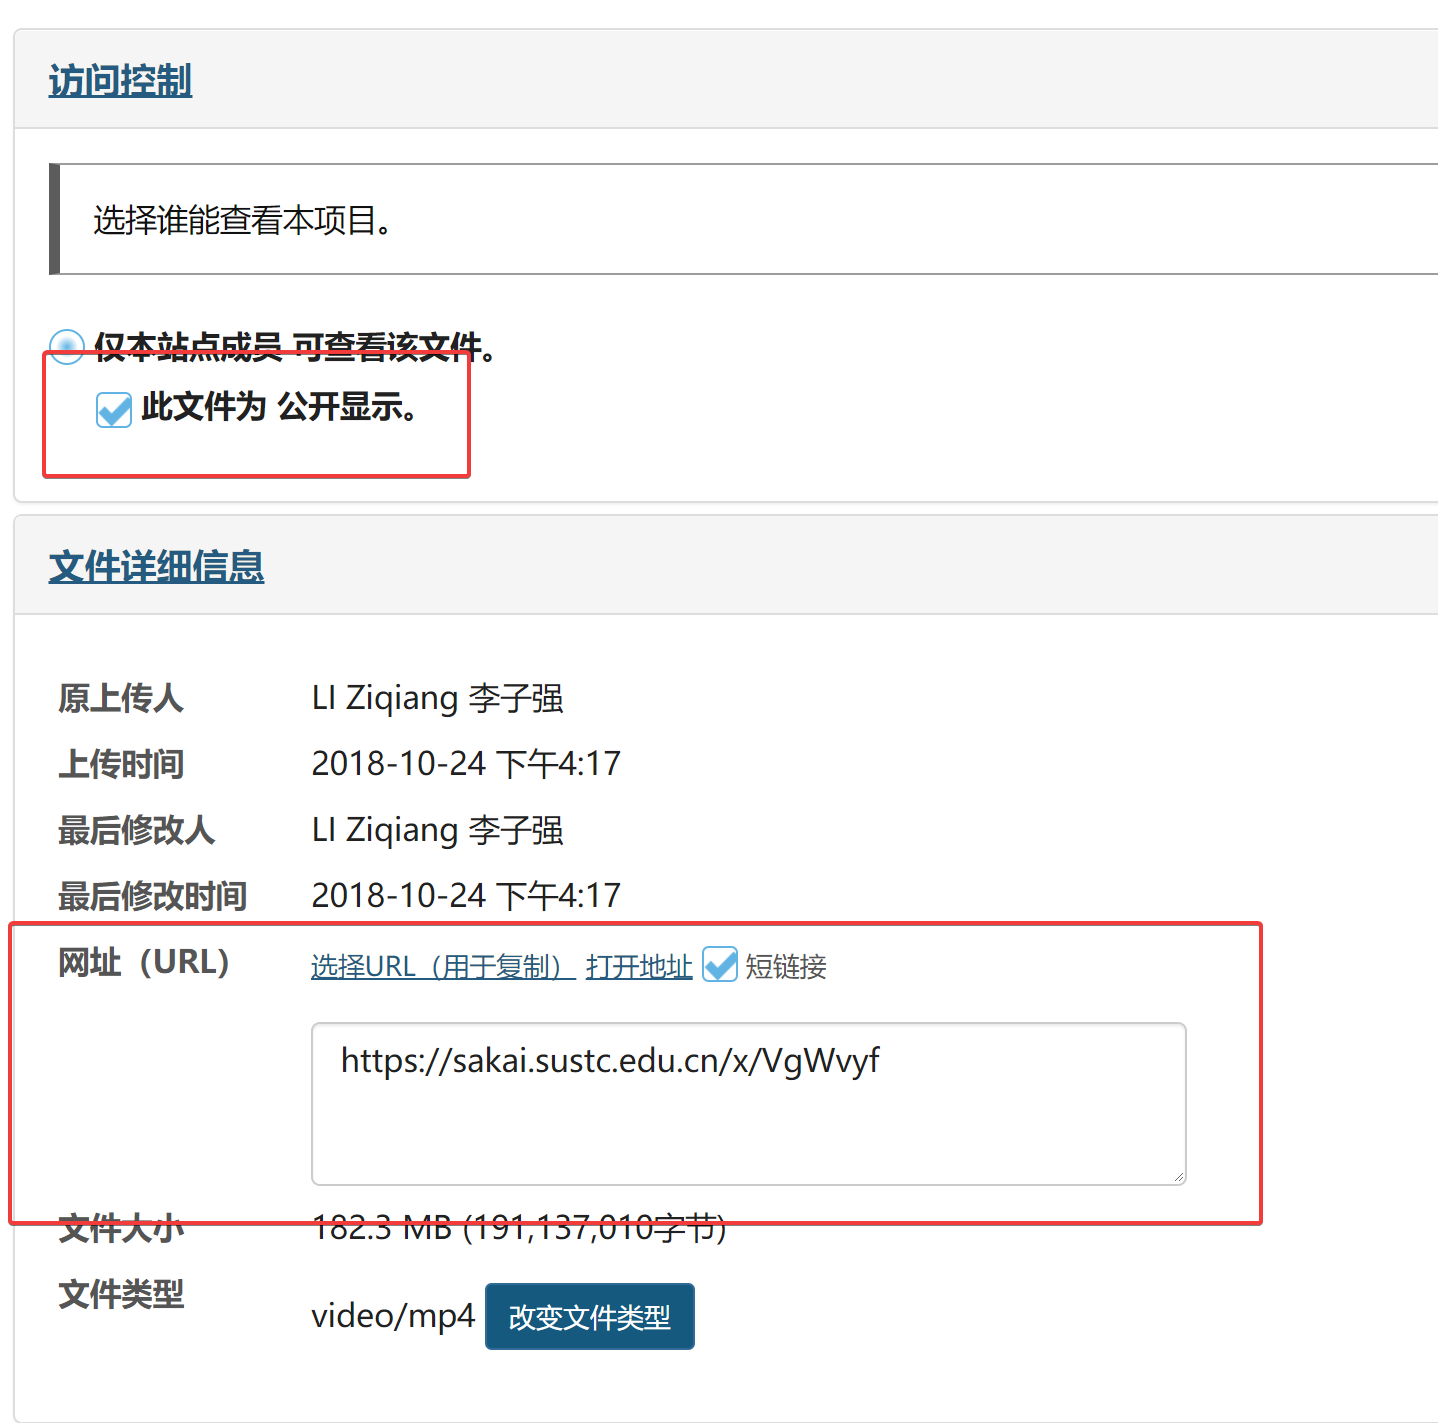 访问控制
选择谁能查看本项目。
仅本站点成员 可查看该文件。
此文件为 公开显示。
文件详细信息
原上传人 LI Ziqiang 李子强
上传时间 2018-10-24 下午4:17
最后修改人 LI Ziqiang 李子强
最后修改时间 2018-10-24 下午4:17
网址（URL） 选择URL（用于复制） 打开地址 短链接
https://sakai.sustc.edu.cn/x/VgWvyf
文件大小 182.3 MB (191,137,010字节)
文件类型 video/mp4 改变文件类型